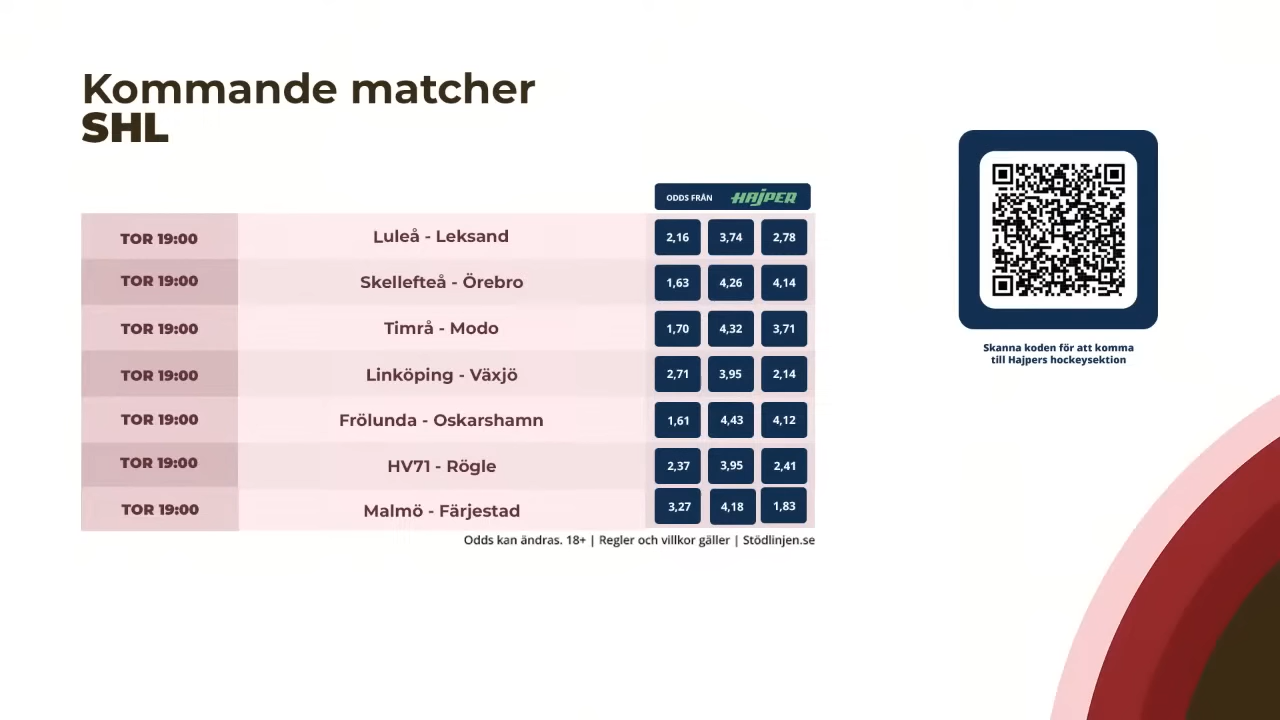 Kommande matcher
SHL
ODDS FRÅN HAJPER
TOR 19:00 Luleå - Leksand 2,16 3,74 2,78
TOR 19:00 Skellefteå - Örebro 1,63 4,26 4,14
TOR 19:00 Timrå - Modo 1,70 4,32 3,71
TOR 19:00 Linköping - Växjö 2,71 3,95 2,14
TOR 19:00 Frölunda - Oskarshamn 1,61 4,43 4,12
TOR 19:00 HV71 - Rögle 2,37 3,95 2,41
TOR 19:00 Malmö - Färjestad 3,27 4,18 1,83
Odds kan ändras. 18+ | Regler och villkor gäller | Stödlinjen.se
Skanna koden för att komma
till Hajpers hockeysektion